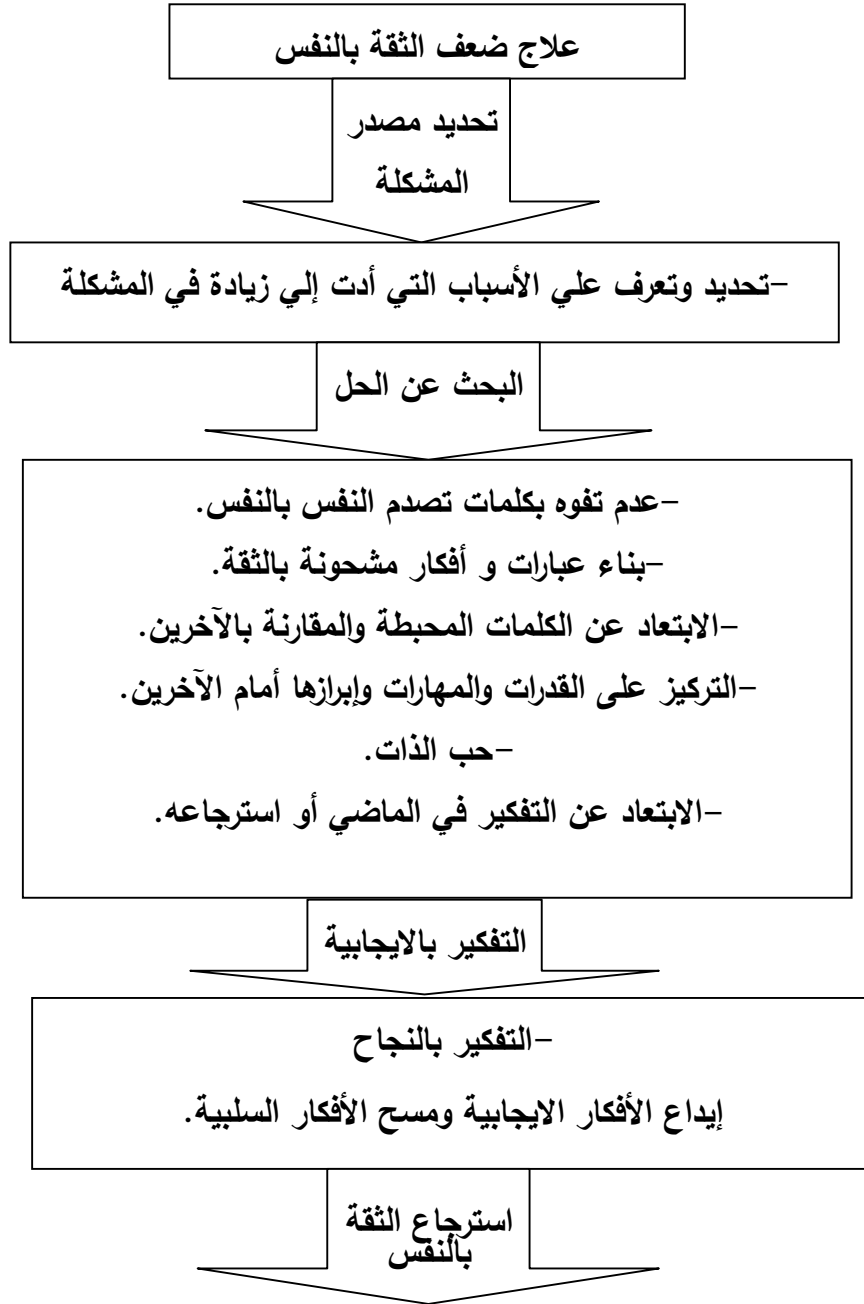 علاج ضعف الثقة بالنفس
تحديد مصدر
المشكلة
-تحديد وتعرف علي الأسباب التي أدت إلي زيادة في المشكلة
البحث عن الحل
-عدم تفوه بكلمات تصدم النفس بالنفس.
-بناء عبارات و أفكار مشحونة بالثقة.
-الابتعاد عن الكلمات المحبطة والمقارنة بالآخرين.
-التركيز على القدرات والمهارات وإبرازها أمام الآخرين.
-حب الذات.
-الابتعاد عن التفكير في الماضي أو استرجاعه.
التفكير بالايجابية
-التفكير بالنجاح
إيداع الأفكار الايجابية ومسح الأفكار السلبية.
استرجاع الثقة
بالنفس